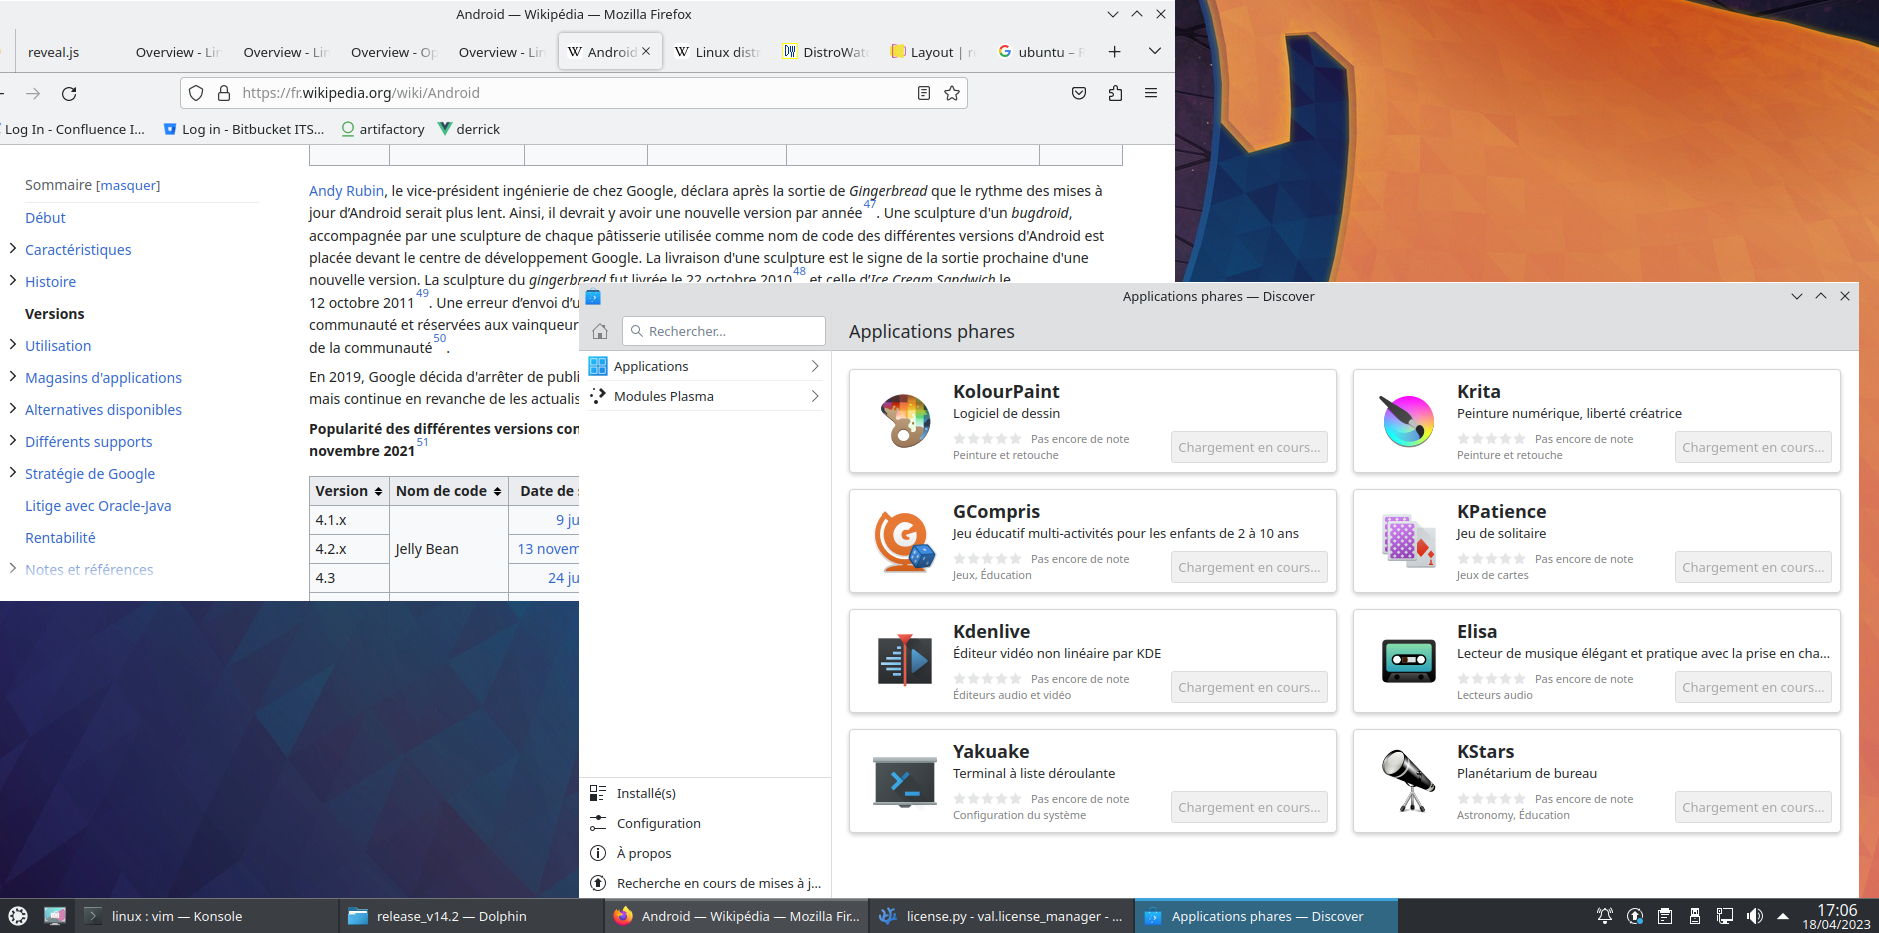 Android — Wikipédia — Mozilla Firefox
reveal.js
Overview - Lin
Overview - Lin
Overview - Op
Overview - Lin
Android
Linux distr
DistroWatc
Layout | r
ubuntu –
https://fr.wikipedia.org/wiki/Android
Log In - Confluence I...
Log in - Bitbucket ITS...
artifactory
derrick
Sommaire [masquer]
Début
Caractéristiques
Histoire
Versions
Utilisation
Magasins d'applications
Alternatives disponibles
Différents supports
Stratégie de Google
Litige avec Oracle-Java
Rentabilité
Notes et références
Andy Rubin, le vice-président ingénierie de chez Google, déclara après la sortie de Gingerbread que le rythme des mises à
jour d’Android serait plus lent. Ainsi, il devrait y avoir une nouvelle version par année47. Une sculpture d'un bugdroid,
accompagnée par une sculpture de chaque pâtisserie utilisée comme nom de code des différentes versions d'Android est
placée devant le centre de développement Google. La livraison d'une sculpture est le signe de la sortie prochaine d'une
nouvelle version. La sculpture du gingerbread fut livrée le 22 octobre 201048 et celle d’Ice Cream Sandwich le
12 octobre 201149. Une erreur d’envoi d’u
communauté et réservées aux vainqueur
de la communauté50.
En 2019, Google décida d'arrêter de publi
mais continue en revanche de les actualis
Popularité des différentes versions con
novembre 202151
Version
Nom de code
Date de
4.1.x
9 ju
4.2.x
Jelly Bean
13 novem
4.3
24 ju
Applications phares — Discover
Rechercher...
Applications phares
Applications
Modules Plasma
KolourPaint
Logiciel de dessin
Pas encore de note
Peinture et retouche
Chargement en cours...
Krita
Peinture numérique, liberté créatrice
Pas encore de note
Peinture et retouche
Chargement en cours...
GCompris
Jeu éducatif multi-activités pour les enfants de 2 à 10 ans
Pas encore de note
Jeux, Éducation
Chargement en cours...
KPatience
Jeu de solitaire
Pas encore de note
Jeux de cartes
Chargement en cours...
Kdenlive
Éditeur vidéo non linéaire par KDE
Pas encore de note
Éditeurs audio et vidéo
Chargement en cours...
Elisa
Lecteur de musique élégant et pratique avec la prise en cha...
Pas encore de note
Lecteurs audio
Chargement en cours...
Yakuake
Terminal à liste déroulante
Pas encore de note
Configuration du système
Chargement en cours...
KStars
Planétarium de bureau
Pas encore de note
Astronomy, Éducation
Chargement en cours...
Installé(s)
Configuration
À propos
Recherche en cours de mises à j...
linux : vim — Konsole
release_v14.2 — Dolphin
Android — Wikipédia — Mozilla Fir...
license.py - val.license_manager - ...
Applications phares — Discover
17:06
18/04/2023